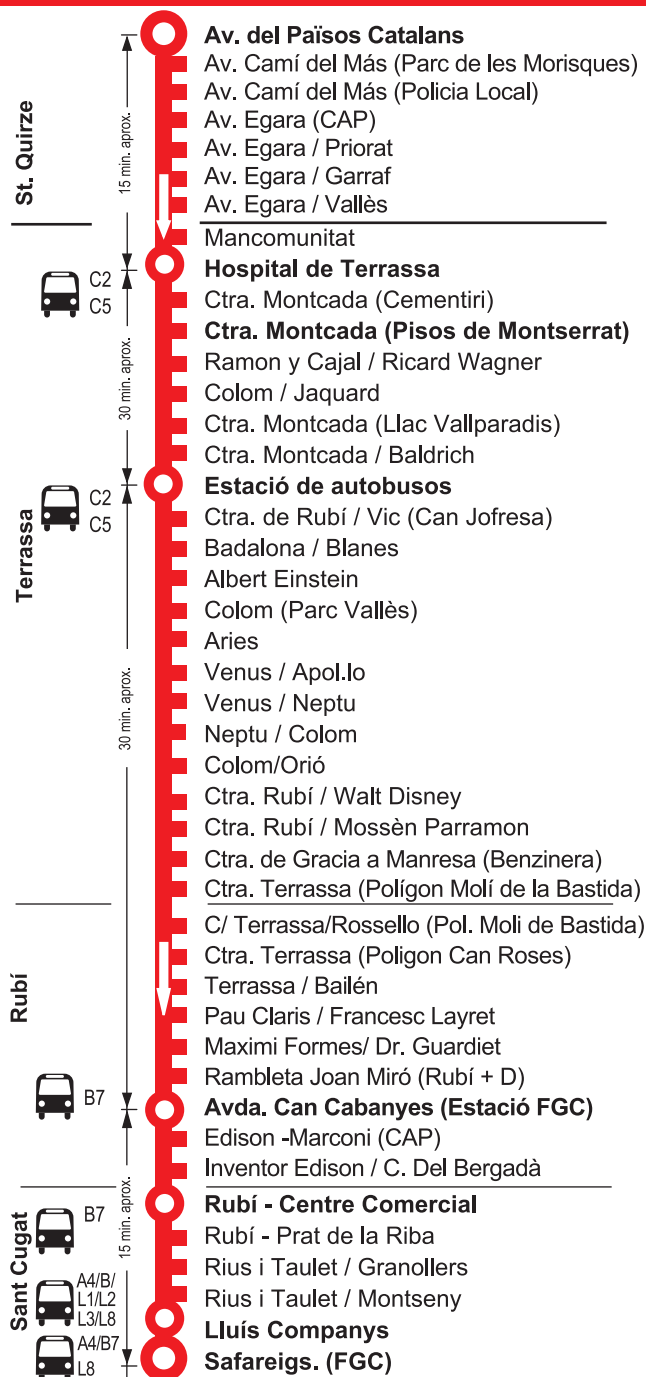 Av. del Països Catalans
Av. Camí del Más (Parc de les Morisques)
Av. Camí del Más (Policia Local)
Av. Egara (CAP)
Av. Egara / Priorat
Av. Egara / Garraf
Av. Egara / Vallès
St. Quirze
15 min. aprox.
Mancomunitat
Hospital de Terrassa
C2
C5
Ctra. Montcada (Cementiri)
Ctra. Montcada (Pisos de Montserrat)
Ramon y Cajal / Ricard Wagner
Colom / Jaquard
Ctra. Montcada (Llac Vallparadis)
Ctra. Montcada / Baldrich
30 min. aprox.
Estació de autobusos
C2
C5
Terrassa
Ctra. de Rubí / Vic (Can Jofresa)
Badalona / Blanes
Albert Einstein
Colom (Parc Vallès)
Aries
Venus / Apol.lo
Venus / Neptu
Neptu / Colom
Colom/Orió
30 min. aprox.
Ctra. Rubí / Walt Disney
Ctra. Rubí / Mossèn Parramon
Ctra. de Gracia a Manresa (Benzinera)
Ctra. Terrassa (Polígon Molí de la Bastida)
C/ Terrassa/Rossello (Pol. Moli de Bastida)
Ctra. Terrassa (Poligon Can Roses)
Terrassa / Bailén
Pau Claris / Francesc Layret
Maximi Formes/ Dr. Guardiet
Rambleta Joan Miró (Rubí + D)
Rubí
B7
Avda. Can Cabanyes (Estació FGC)
Edison -Marconi (CAP)
Inventor Edison / C. Del Bergadà
15 min. aprox.
Sant Cugat
B7
Rubí - Centre Comercial
Rubí - Prat de la Riba
Rius i Taulet / Granollers
Rius i Taulet / Montseny
A4/B/
L1/L2
L3/L8
Lluís Companys
A4/B7
L8
Safareigs. (FGC)